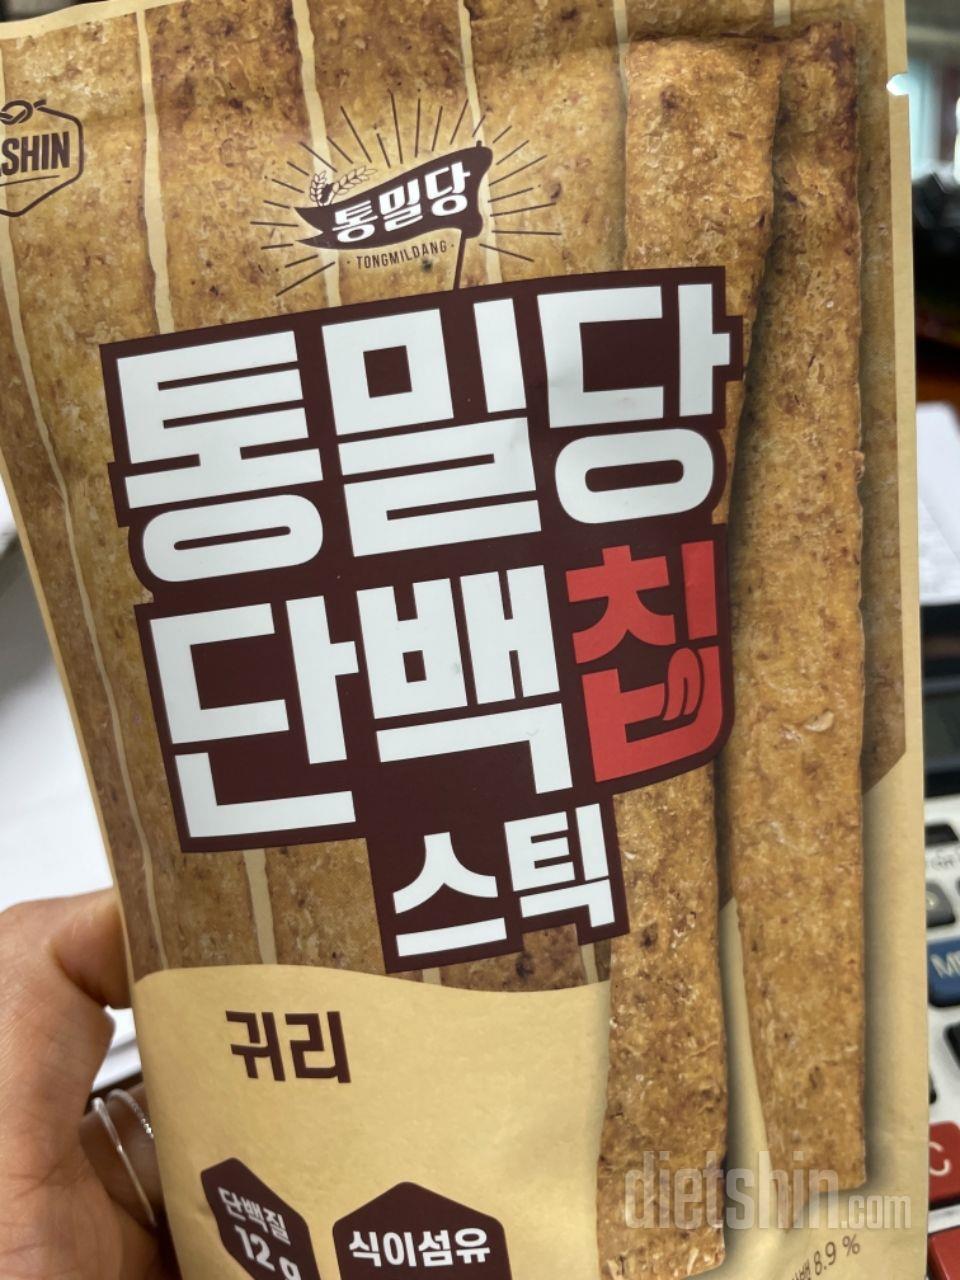 SHIN
통밀당
TONGMILDANG
통밀당
단백칩
스틱
귀리
단백질
12g
식이섬유
8.9 %
dietshin.com
C